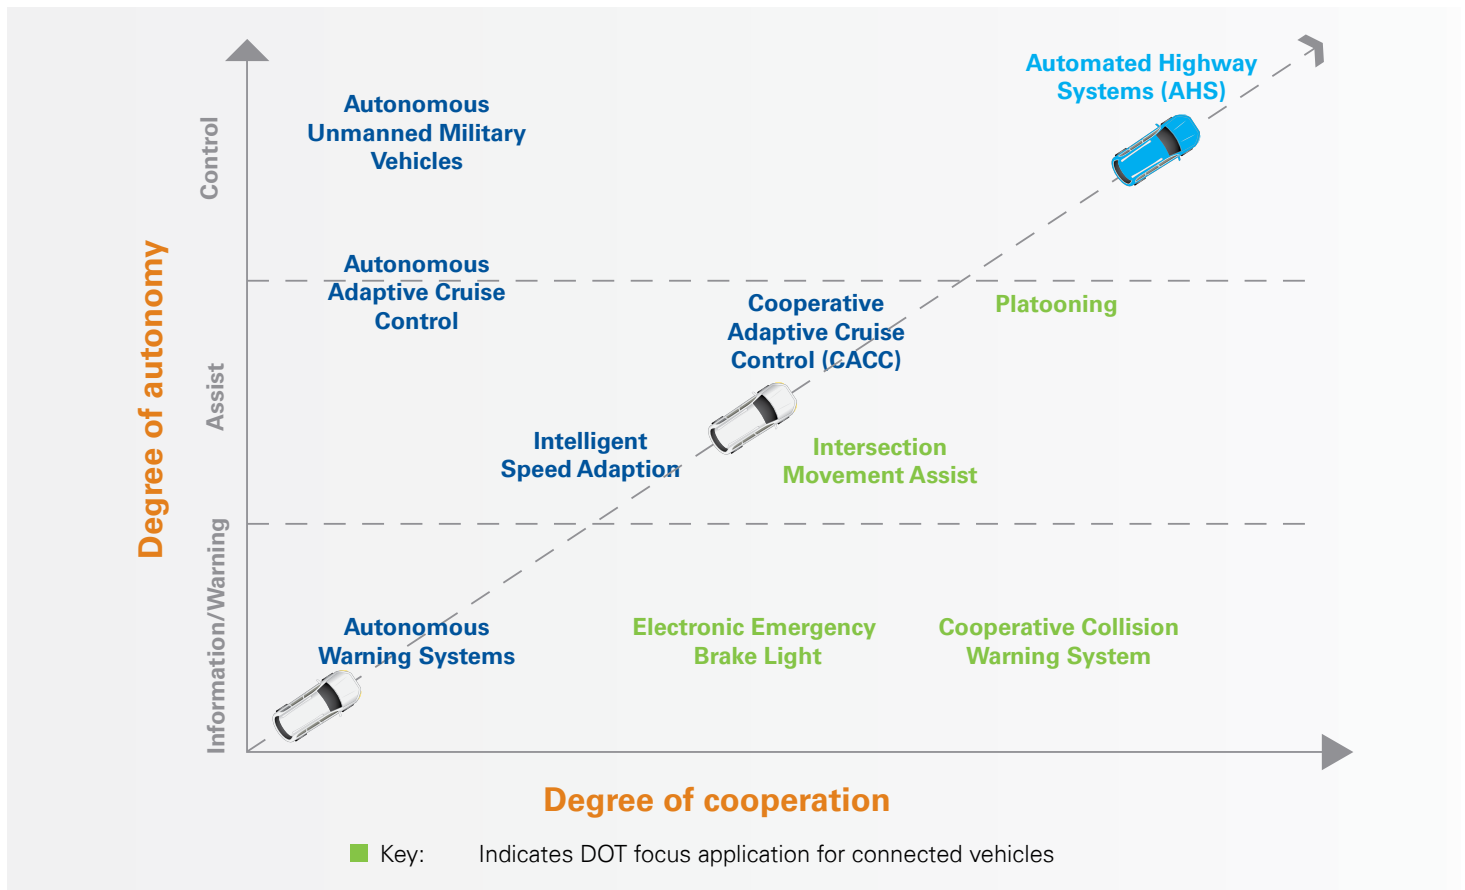 Automated Highway
Systems (AHS)
Autonomous
Unmanned Military
Vehicles
Control
Autonomous
Adaptive Cruise
Control
Cooperative
Adaptive Cruise
Control (CACC)
Platooning
Degree of autonomy
Assist
Intelligent
Speed Adaption
Intersection
Movement Assist
Information/Warning
Autonomous
Warning Systems
Electronic Emergency
Brake Light
Cooperative Collision
Warning System
Degree of cooperation
Key: Indicates DOT focus application for connected vehicles